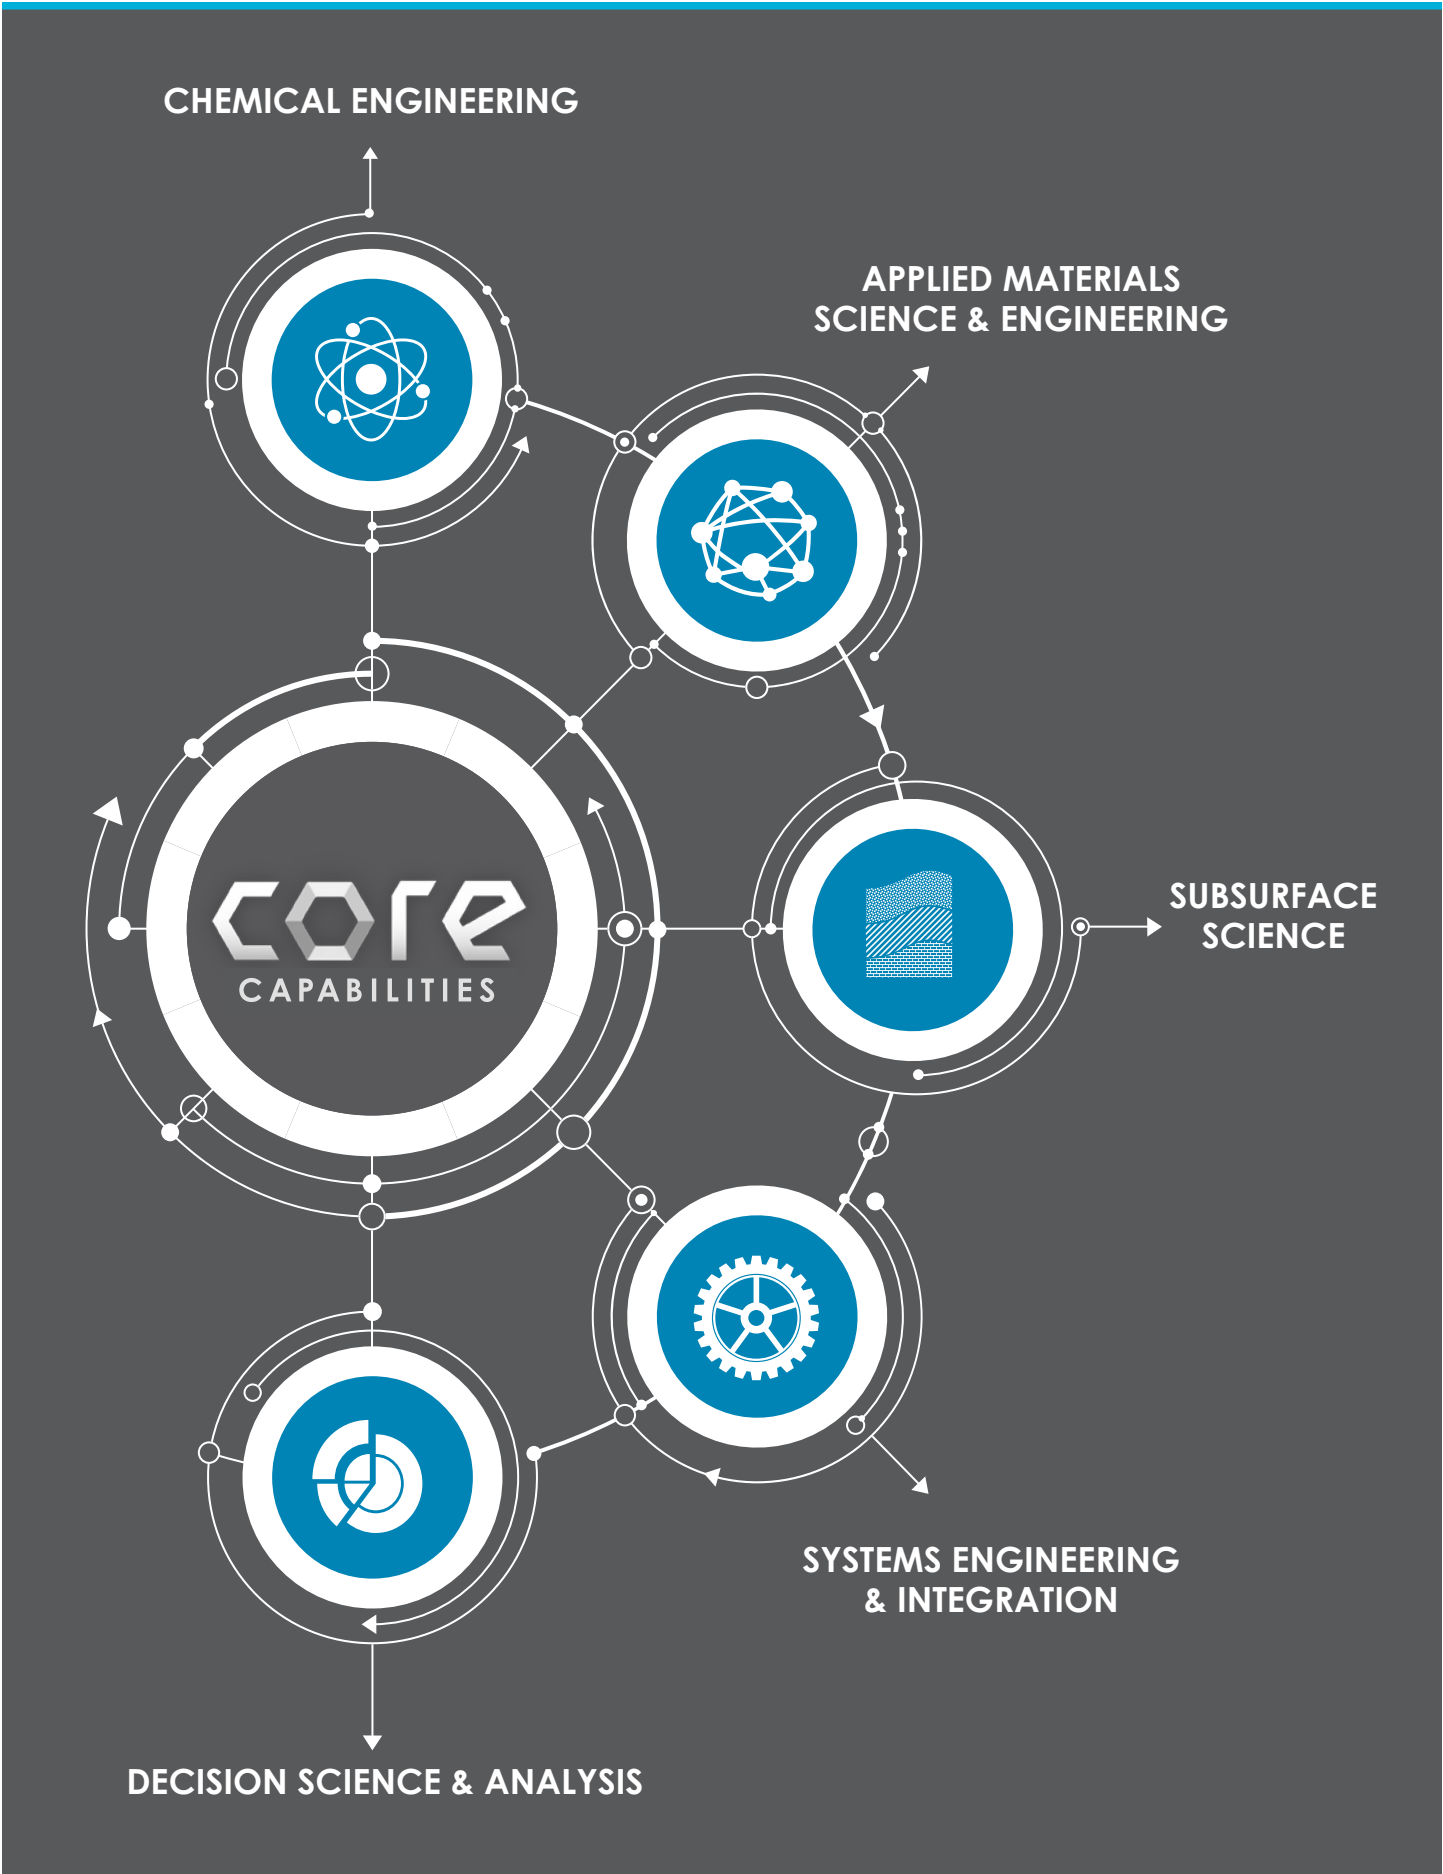 CHEMICAL ENGINEERING
APPLIED MATERIALS
SCIENCE & ENGINEERING
SUBSURFACE
SCIENCE
core
CAPABILITIES
SYSTEMS ENGINEERING
& INTEGRATION
DECISION SCIENCE & ANALYSIS